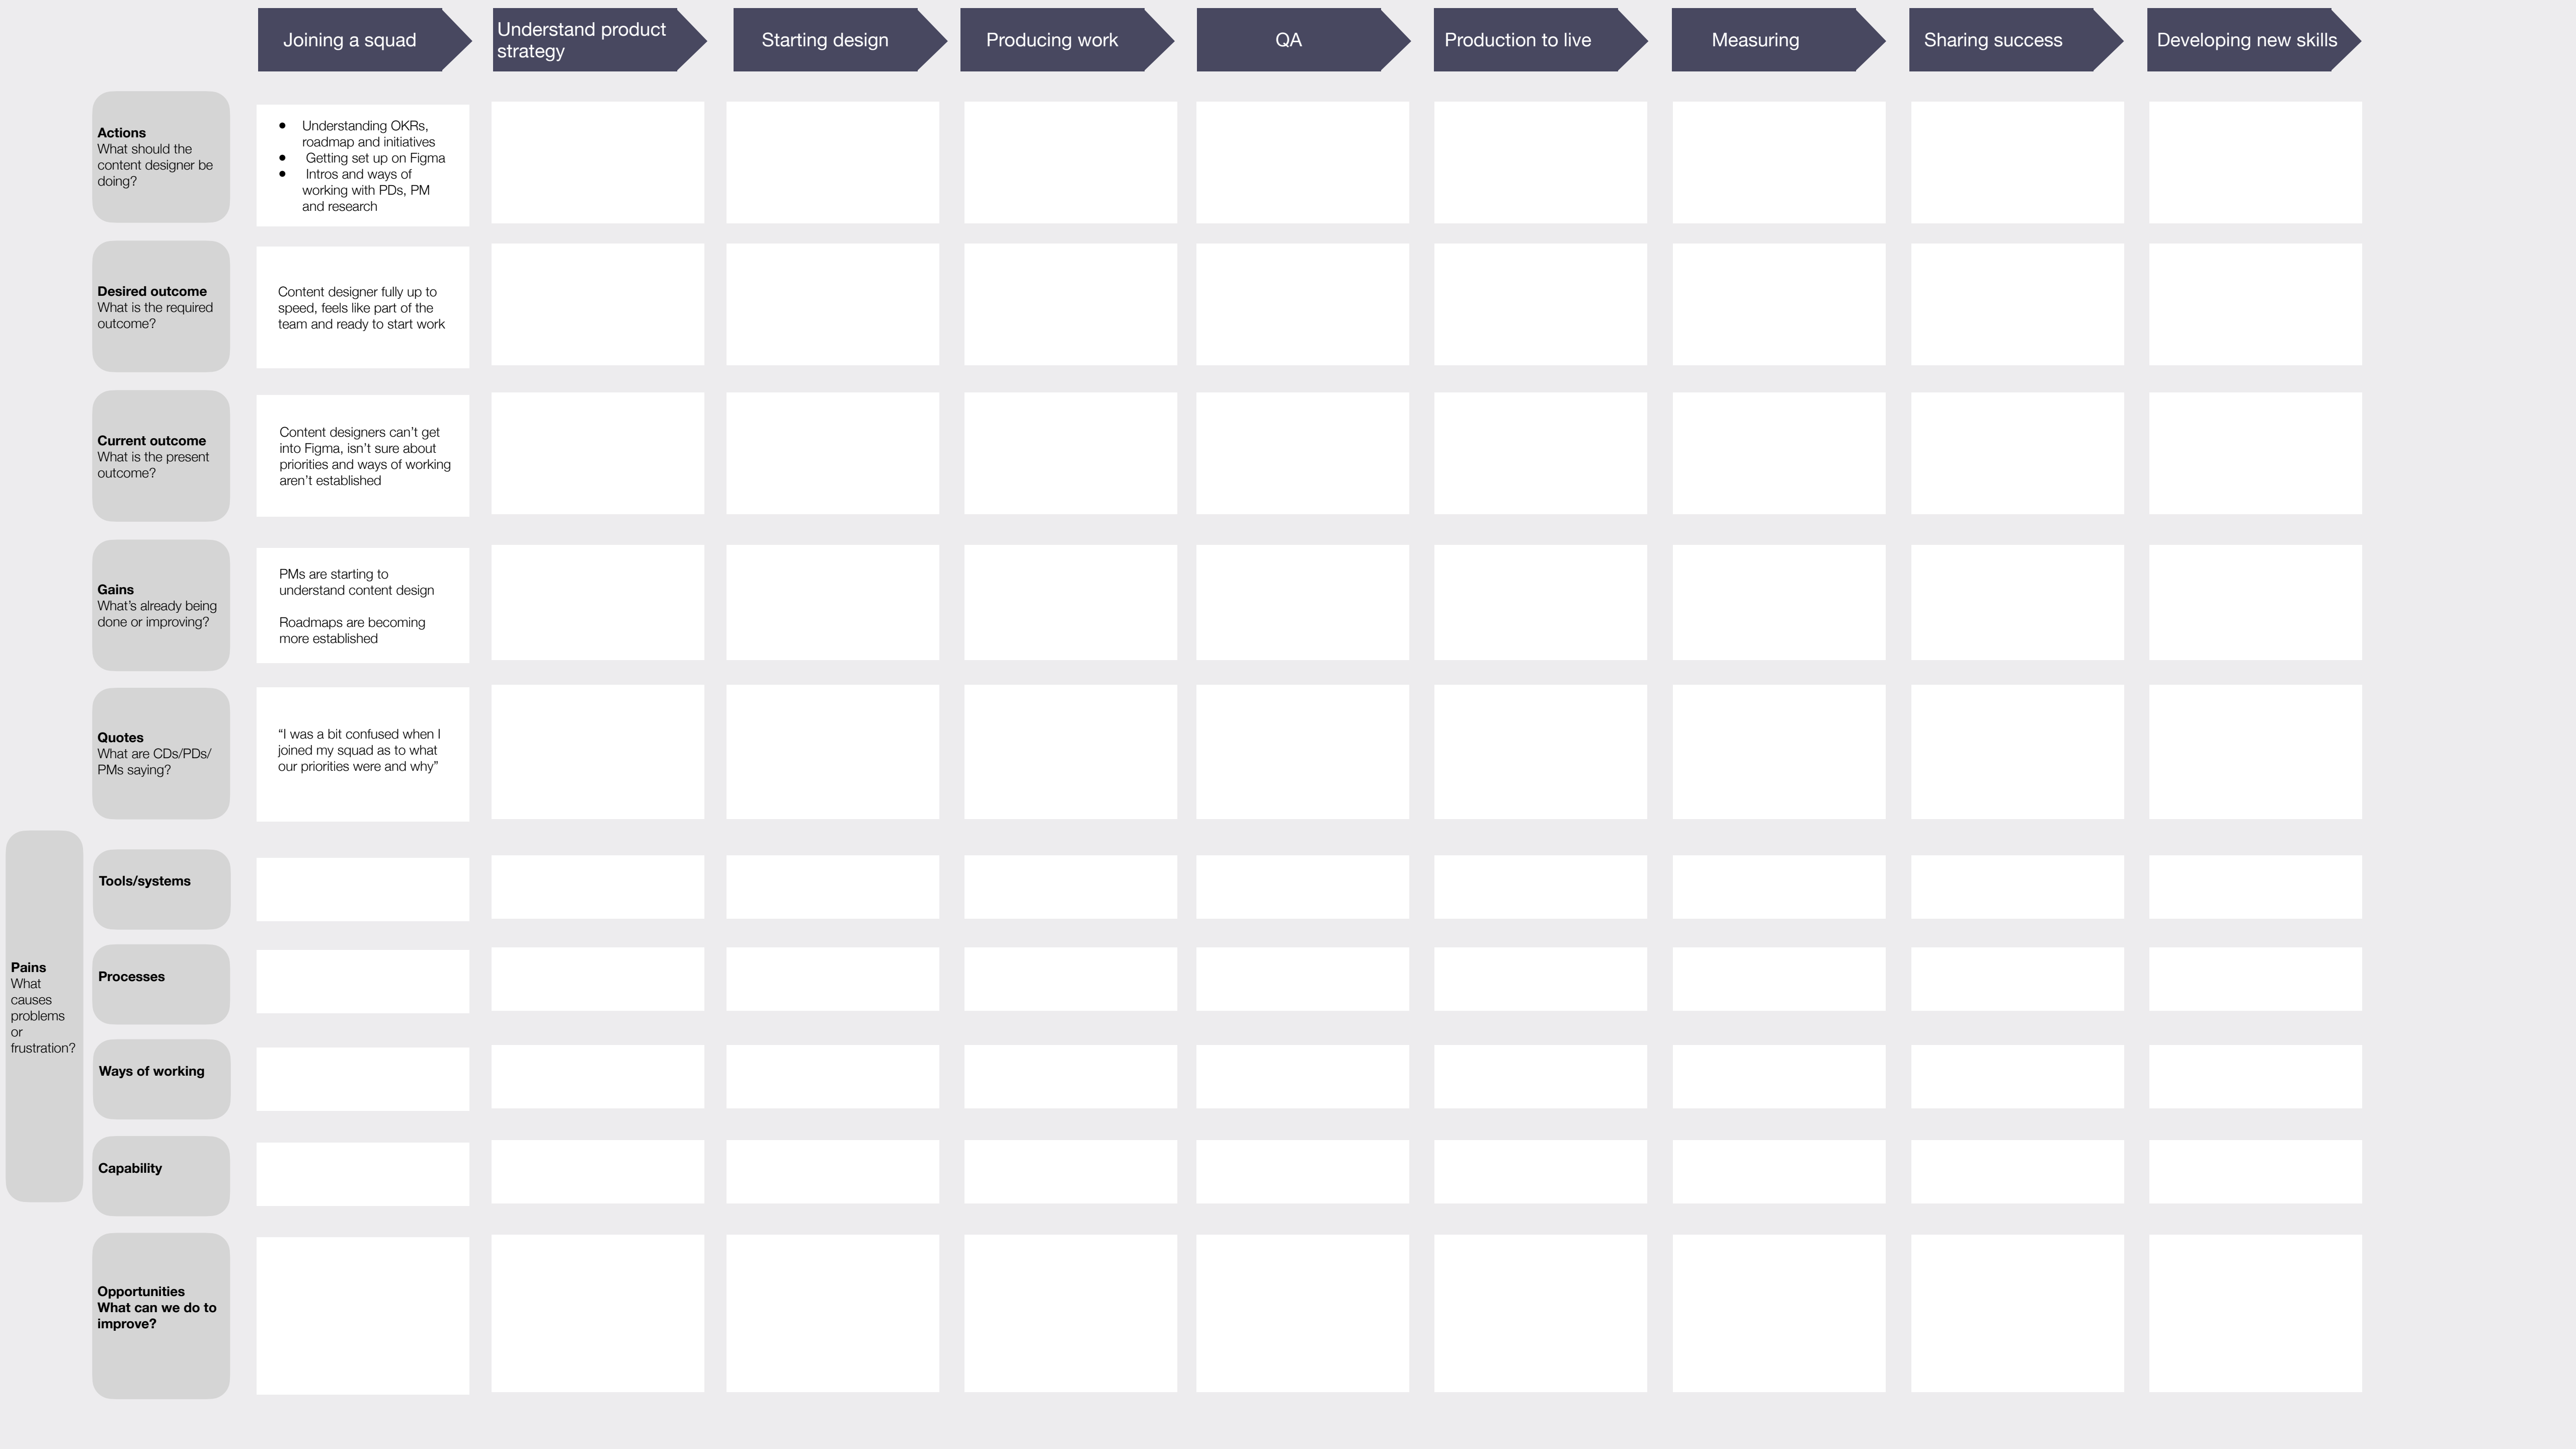 Joining a squad
Understand product
strategy
Starting design
Producing work
QA
Production to live
Measuring
Sharing success
Developing new skills
Actions
What should the
content designer be
doing?
● Understanding OKRs,
roadmap and initiatives
● Getting set up on Figma
● Intros and ways of
working with PDs, PM
and research
Desired outcome
What is the required
outcome?
Content designer fully up to
speed, feels like part of the
team and ready to start work
Current outcome
What is the present
outcome?
Content designers can’t get
into Figma, isn’t sure about
priorities and ways of working
aren’t established
Gains
What’s already being
done or improving?
PMs are starting to
understand content design
Roadmaps are becoming
more established
Quotes
What are CDs/PDs/
PMs saying?
“I was a bit confused when I
joined my squad as to what
our priorities were and why”
Pains
What
causes
problems
or
frustration?
Tools/systems
Processes
Ways of working
Capability
Opportunities
What can we do to
improve?